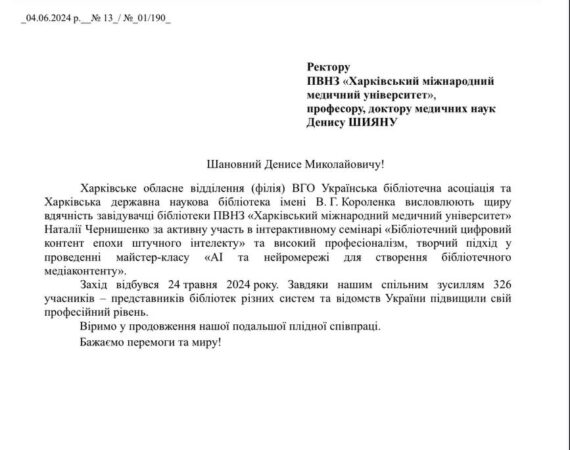 _04.06.2024 р.__№ 13_/ №_01/190_
Ректору
ПВНЗ «Харківський міжнародний
медичний університет»,
професору, доктору медичних наук
Денису ШИЯНУ
Шановний Денисе Миколайовичу!
Харківське обласне відділення (філія) ВГО Українська бібліотечна асоціація та
Харківська державна наукова бібліотека імені В. Г. Короленка висловлюють щиру
вдячність завідувачці бібліотеки ПВНЗ «Харківський міжнародний медичний університет»
Наталії Чернишенко за активну участь в інтерактивному семінарі «Бібліотечний цифровий
контент епохи штучного інтелекту» та високий професіоналізм, творчий підхід у
проведенні майстер-класу «АІ та нейромережі для створення бібліотечного
медіаконтенту».
Захід відбувся 24 травня 2024 року. Завдяки нашим спільним зусиллям 326
учасників – представників бібліотек різних систем та відомств України підвищили свій
професійний рівень.
Віримо у продовження нашої подальшої плідної співпраці.
Бажаємо перемоги та миру!